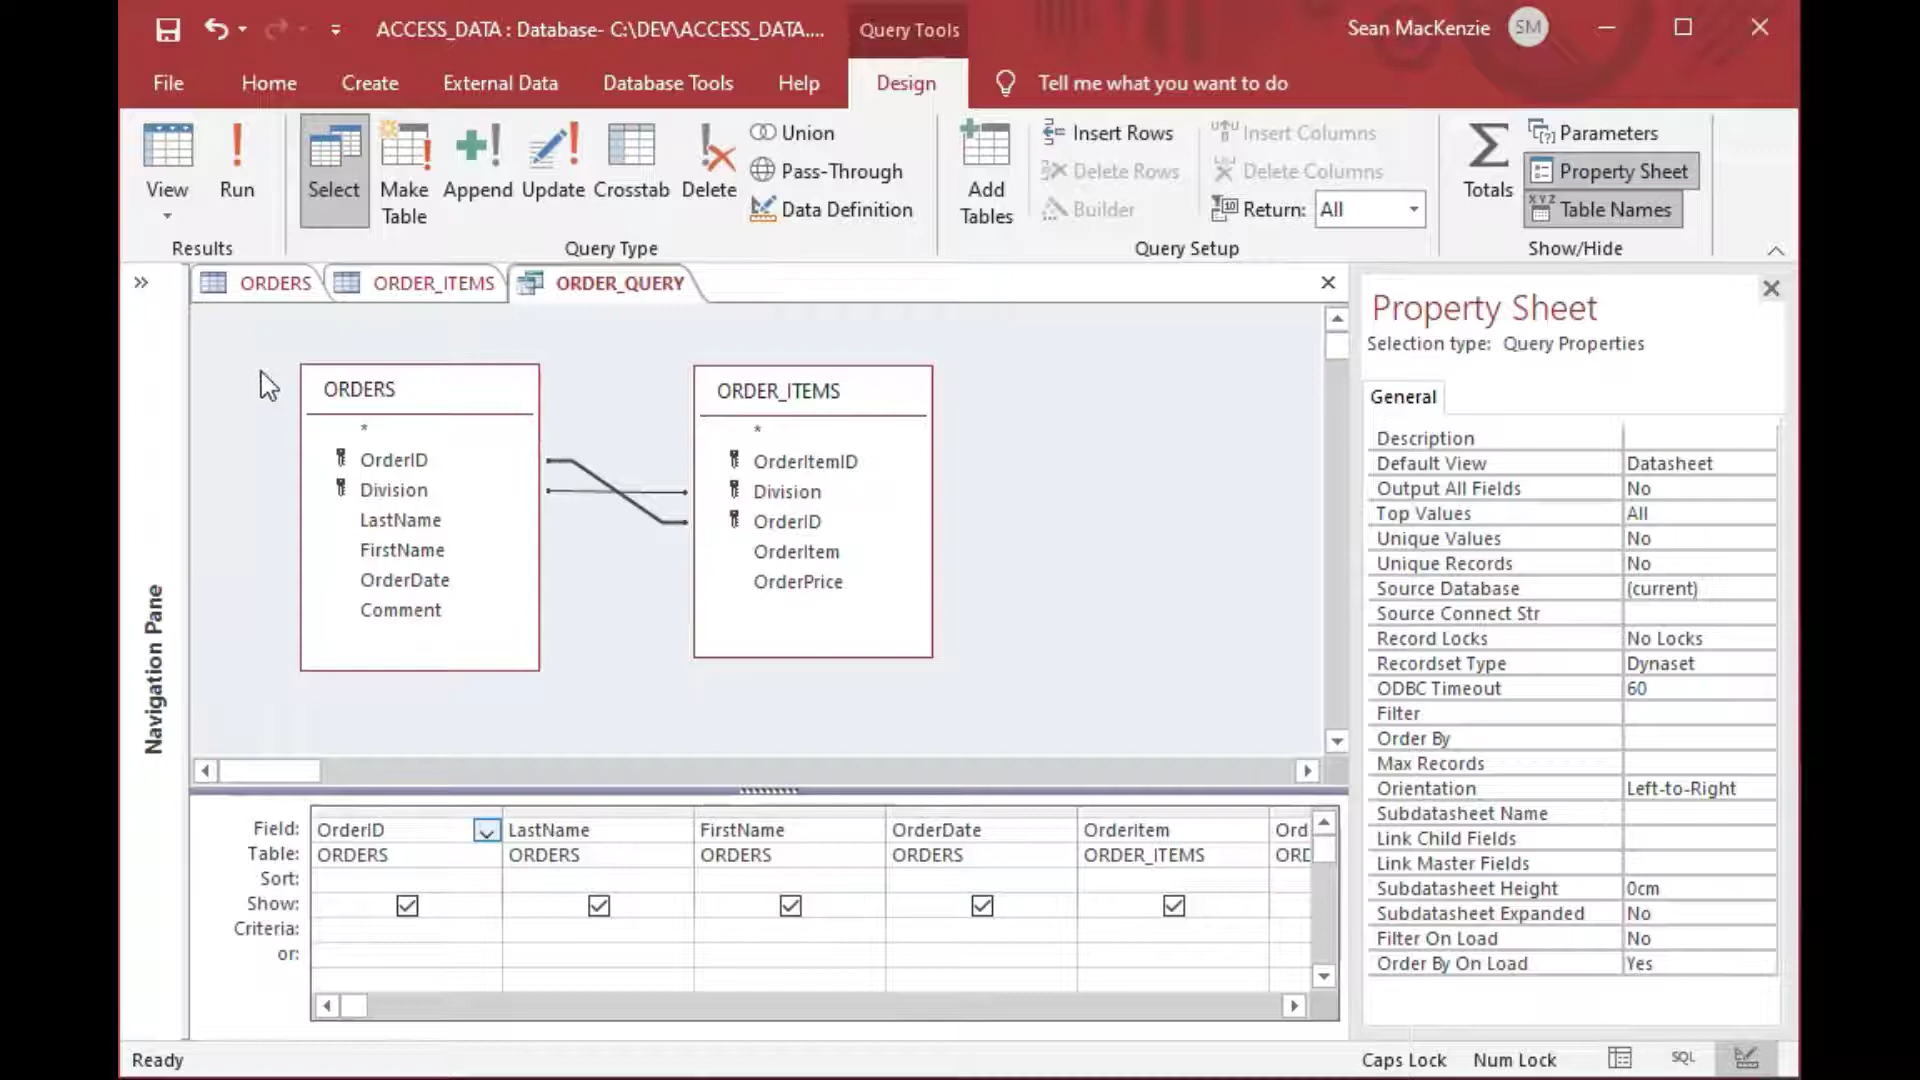 ACCESS_DATA : Database- C:\DEV\ACCESS_DATA....
Query Tools
Sean MacKenzie
SM
File
Home
Create
External Data
Database Tools
Help
Design
Tell me what you want to do
View
Run
Results
Select
Make Table
Append
Update
Crosstab
Delete
Union
Pass-Through
Data Definition
Query Type
Add Tables
Insert Rows
Delete Rows
Builder
Insert Columns
Delete Columns
Return: All
Query Setup
Totals
Parameters
Property Sheet
Table Names
Show/Hide
ORDERS
ORDER_ITEMS
ORDER_QUERY
Navigation Pane
ORDERS
*
OrderID
Division
LastName
FirstName
OrderDate
Comment
ORDER_ITEMS
*
OrderItemID
Division
OrderID
OrderItem
OrderPrice
Field: OrderID LastName FirstName OrderDate OrderItem Ord
Table: ORDERS ORDERS ORDERS ORDERS ORDER_ITEMS ORD
Sort:
Show:
Criteria:
or:
Property Sheet
Selection type: Query Properties
General
Description
Default View Datasheet
Output All Fields No
Top Values All
Unique Values No
Unique Records No
Source Database (current)
Source Connect Str
Record Locks No Locks
Recordset Type Dynaset
ODBC Timeout 60
Filter
Order By
Max Records
Orientation Left-to-Right
Subdatasheet Name
Link Child Fields
Link Master Fields
Subdatasheet Height 0cm
Subdatasheet Expanded No
Filter On Load No
Order By On Load Yes
Ready
Caps Lock
Num Lock
SQL